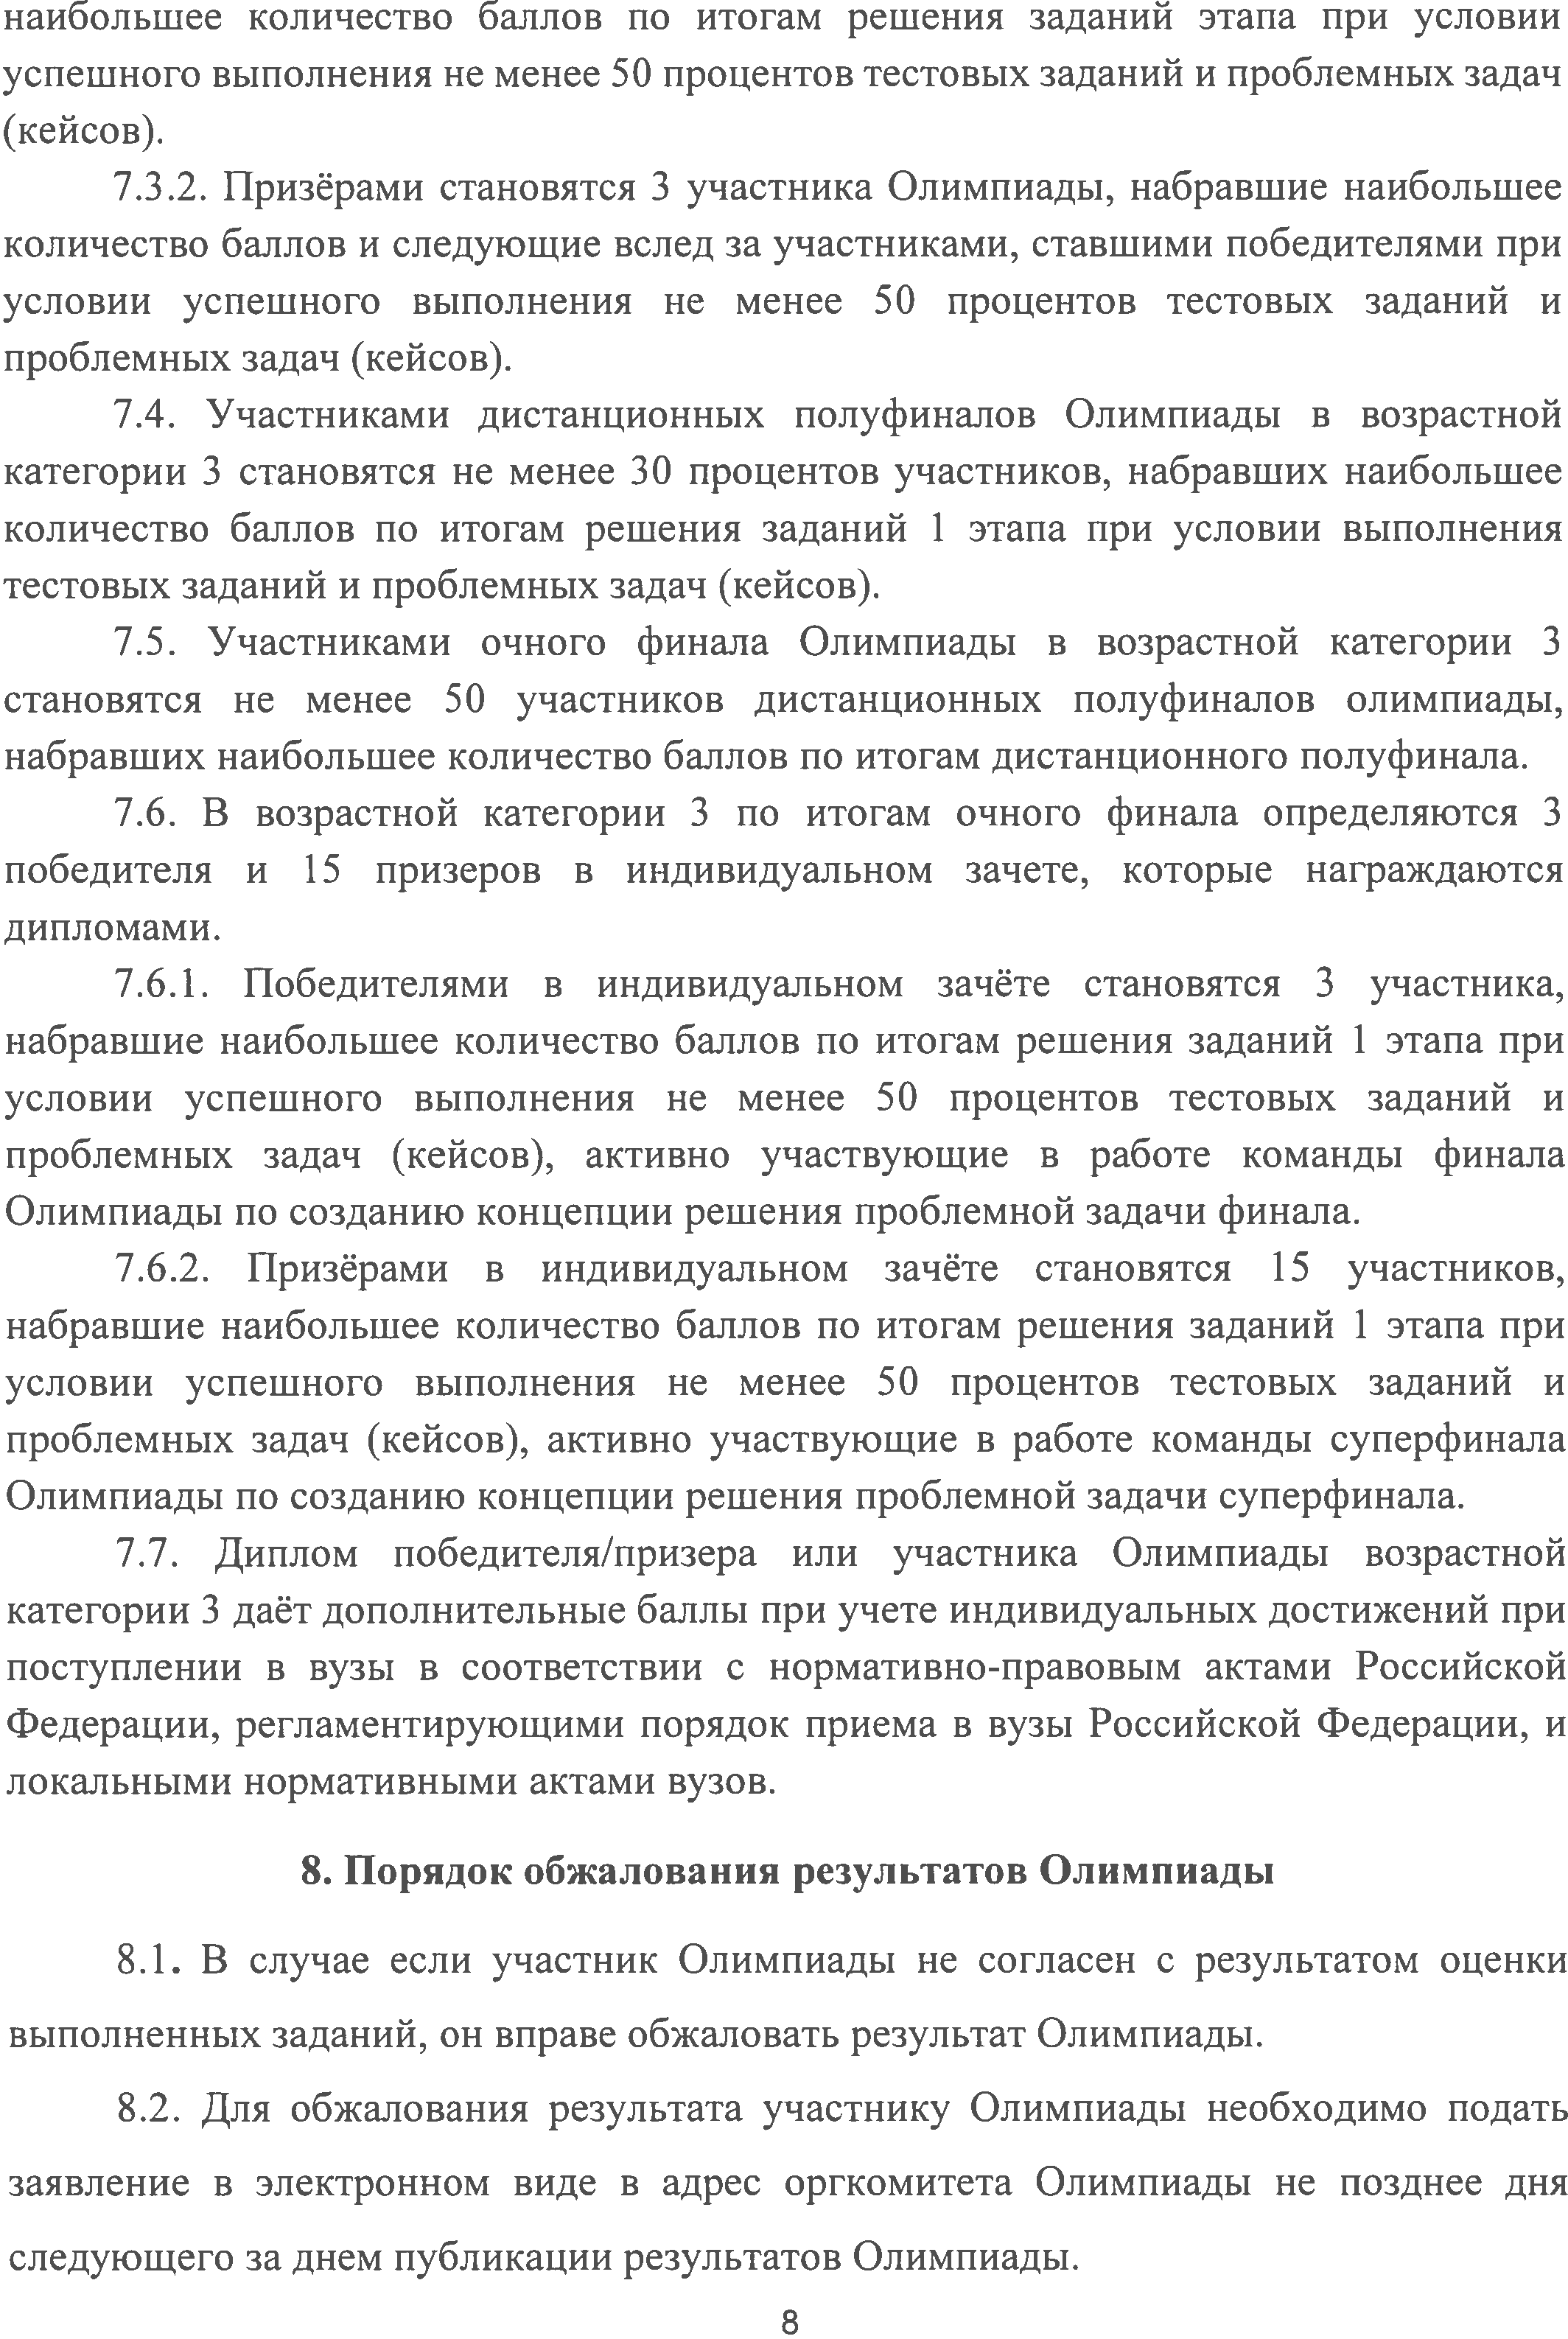 наибольшее количество баллов по итогам решения заданий этапа при условии
успешного выполнения не менее 50 процентов тестовых заданий и проблемных задач
(кейсов).
7.3.2. Призёрами становятся 3 участника Олимпиады, набравшие наибольшее
количество баллов и следующие вслед за участниками, ставшими победителями при
условии успешного выполнения не менее 50 процентов тестовых заданий и
проблемных задач (кейсов).
7.4. Участниками дистанционных полуфиналов Олимпиады в возрастной
категории 3 становятся не менее 30 процентов участников, набравших наибольшее
количество баллов по итогам решения заданий 1 этапа при условии выполнения
тестовых заданий и проблемных задач (кейсов).
7.5. Участниками очного финала Олимпиады в возрастной категории 3
становятся не менее 50 участников дистанционных полуфиналов олимпиады,
набравших наибольшее количество баллов по итогам дистанционного полуфинала.
7.6. В возрастной категории 3 по итогам очного финала определяются 3
победителя и 15 призеров в индивидуальном зачете, которые награждаются
дипломами.
7.6.1. Победителями в индивидуальном зачёте становятся 3 участника,
набравшие наибольшее количество баллов по итогам решения заданий 1 этапа при
условии успешного выполнения не менее 50 процентов тестовых заданий и
проблемных задач (кейсов), активно участвующие в работе команды финала
Олимпиады по созданию концепции решения проблемной задачи финала.
7.6.2. Призёрами в индивидуальном зачёте становятся 15 участников,
набравшие наибольшее количество баллов по итогам решения заданий 1 этапа при
условии успешного выполнения не менее 50 процентов тестовых заданий и
проблемных задач (кейсов), активно участвующие в работе команды суперфинала
Олимпиады по созданию концепции решения проблемной задачи суперфинала.
7.7. Диплом победителя/призера или участника Олимпиады возрастной
категории 3 даёт дополнительные баллы при учете индивидуальных достижений при
поступлении в вузы в соответствии с нормативно-правовым актами Российской
Федерации, регламентирующими порядок приема в вузы Российской Федерации, и
локальными нормативными актами вузов.
8. Порядок обжалования результатов Олимпиады
8.1. В случае если участник Олимпиады не согласен с результатом оценки
выполненных заданий, он вправе обжаловать результат Олимпиады.
8.2. Для обжалования результата участнику Олимпиады необходимо подать
заявление в электронном виде в адрес оргкомитета Олимпиады не позднее дня
следующего за днем публикации результатов Олимпиады.
8